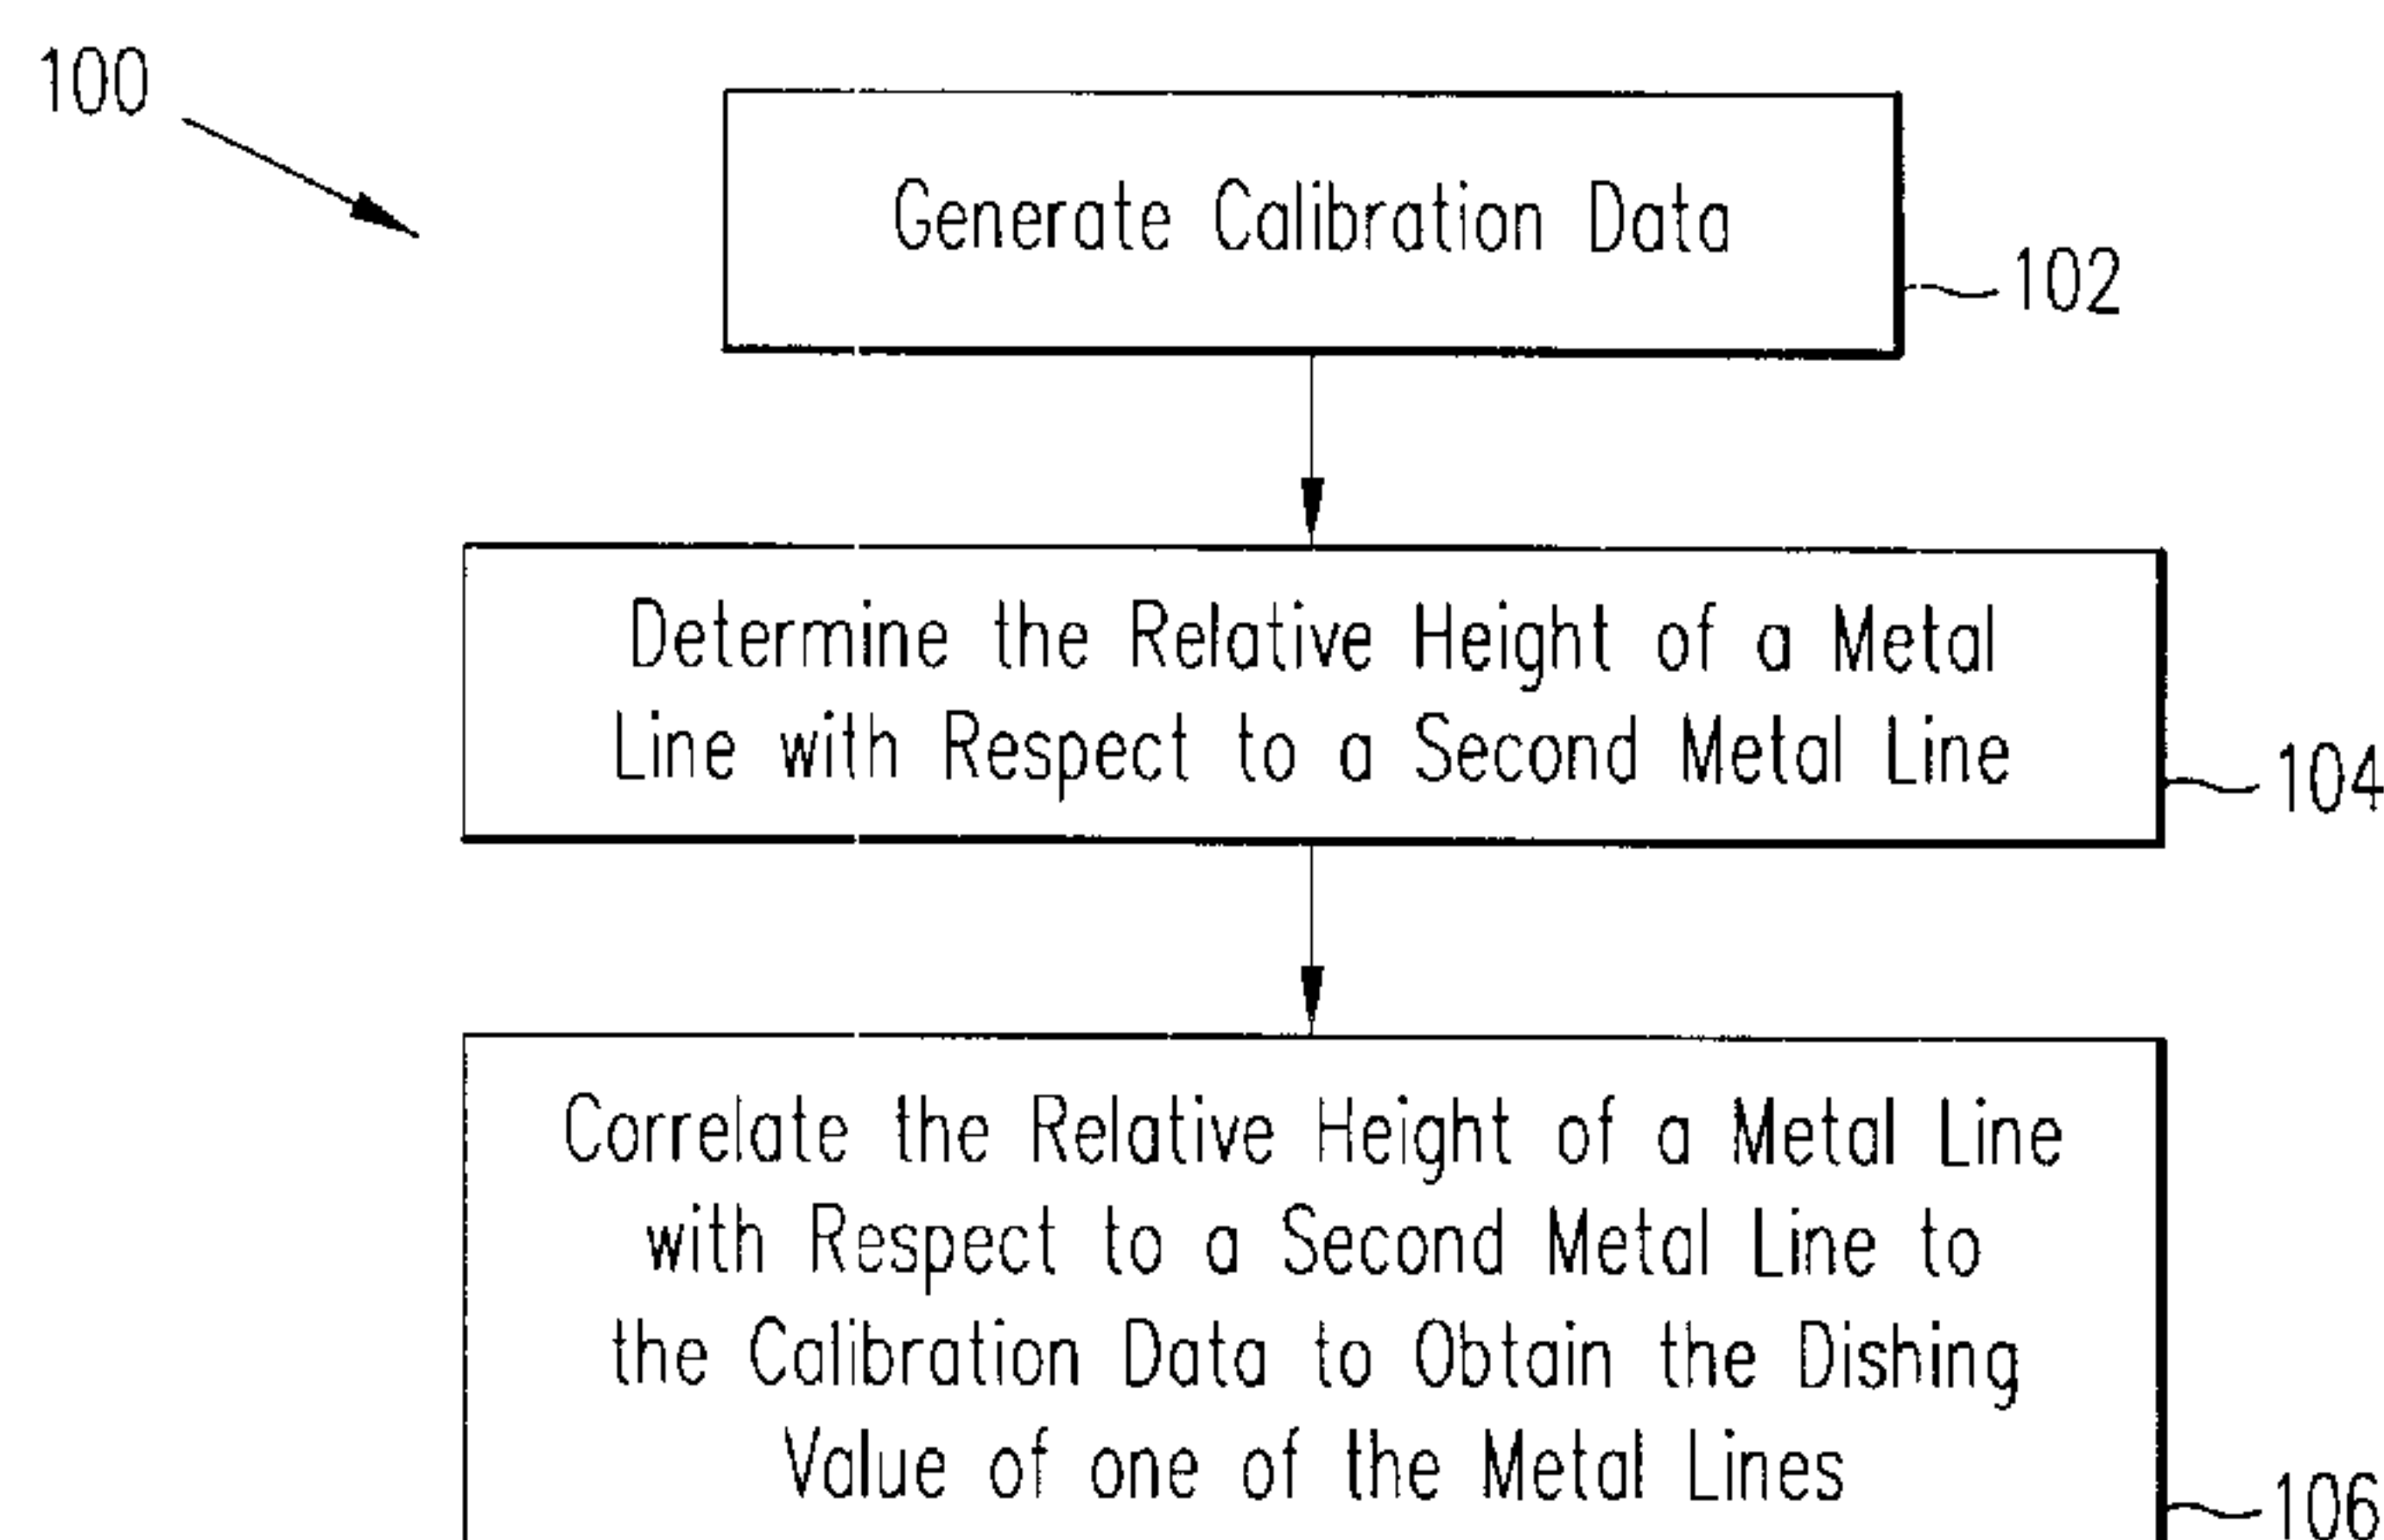 100
Generate Calibration Data
102
Determine the Relative Height of a Metal
Line with Respect to a Second Metal Line
104
Correlate the Relative Height of a Metal Line
with Respect to a Second Metal Line to
the Calibration Data to Obtain the Dishing
Value of one of the Metal Lines
106